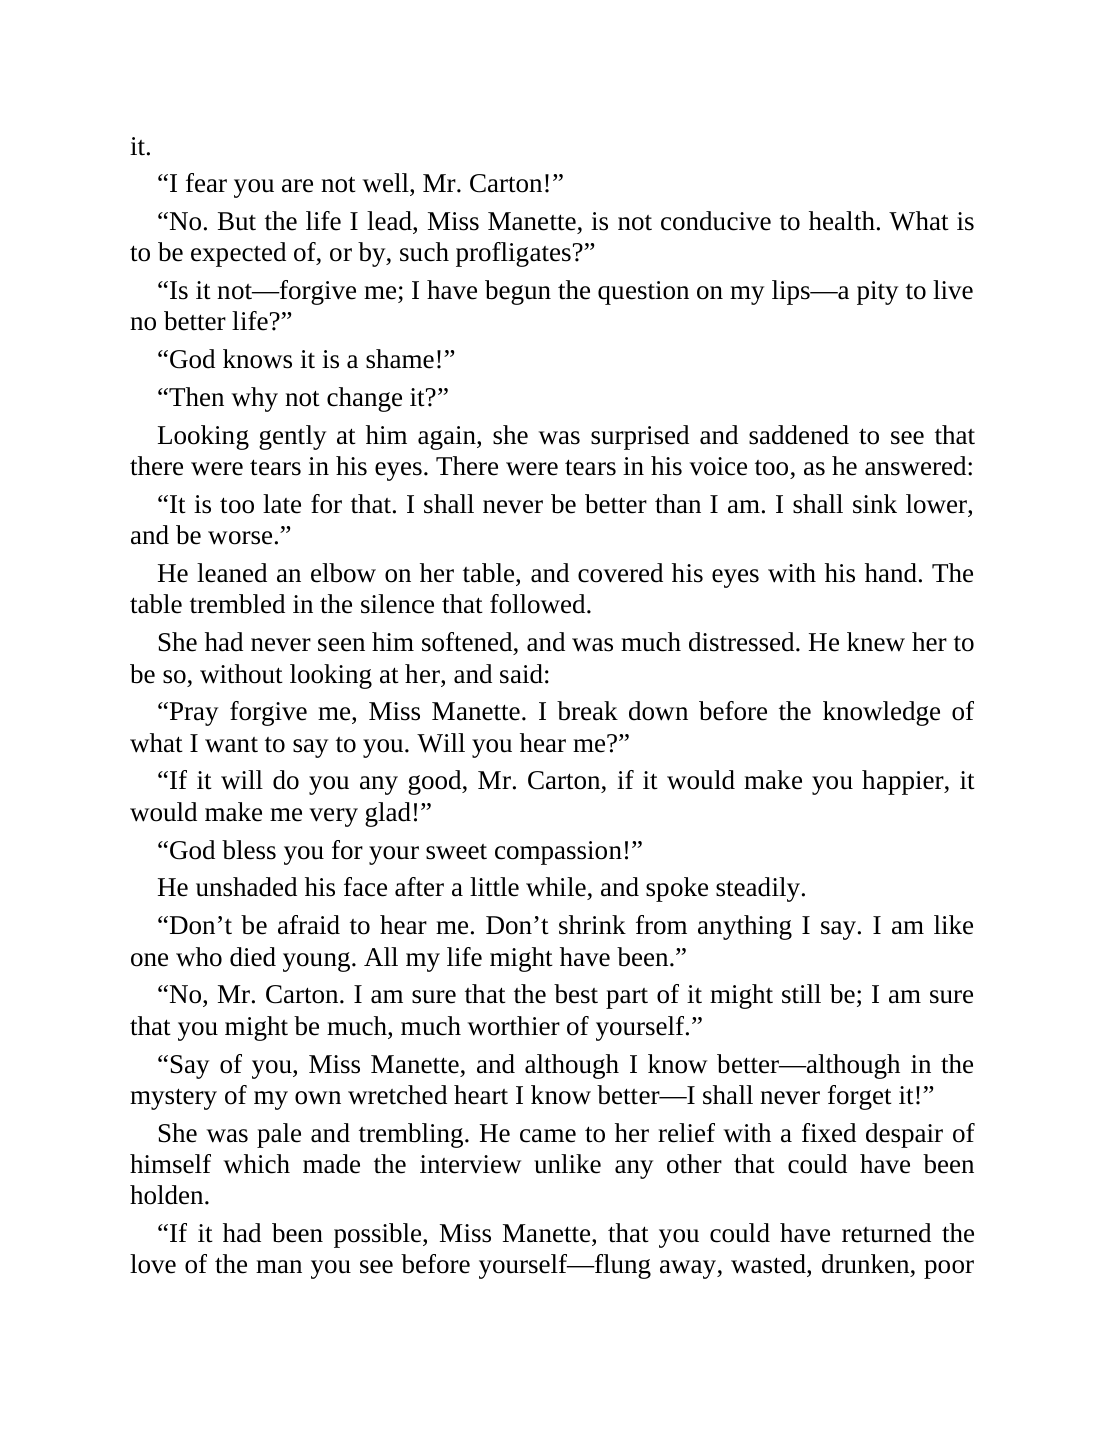 it.
“I fear you are not well, Mr. Carton!”
“No. But the life I lead, Miss Manette, is not conducive to health. What is
to be expected of, or by, such profligates?”
“Is it not—forgive me; I have begun the question on my lips—a pity to live
no better life?”
“God knows it is a shame!”
“Then why not change it?”
Looking gently at him again, she was surprised and saddened to see that
there were tears in his eyes. There were tears in his voice too, as he answered:
“It is too late for that. I shall never be better than I am. I shall sink lower,
and be worse.”
He leaned an elbow on her table, and covered his eyes with his hand. The
table trembled in the silence that followed.
She had never seen him softened, and was much distressed. He knew her to
be so, without looking at her, and said:
“Pray forgive me, Miss Manette. I break down before the knowledge of
what I want to say to you. Will you hear me?”
“If it will do you any good, Mr. Carton, if it would make you happier, it
would make me very glad!”
“God bless you for your sweet compassion!”
He unshaded his face after a little while, and spoke steadily.
“Don’t be afraid to hear me. Don’t shrink from anything I say. I am like
one who died young. All my life might have been.”
“No, Mr. Carton. I am sure that the best part of it might still be; I am sure
that you might be much, much worthier of yourself.”
“Say of you, Miss Manette, and although I know better—although in the
mystery of my own wretched heart I know better—I shall never forget it!”
She was pale and trembling. He came to her relief with a fixed despair of
himself which made the interview unlike any other that could have been
holden.
“If it had been possible, Miss Manette, that you could have returned the
love of the man you see before yourself—flung away, wasted, drunken, poor